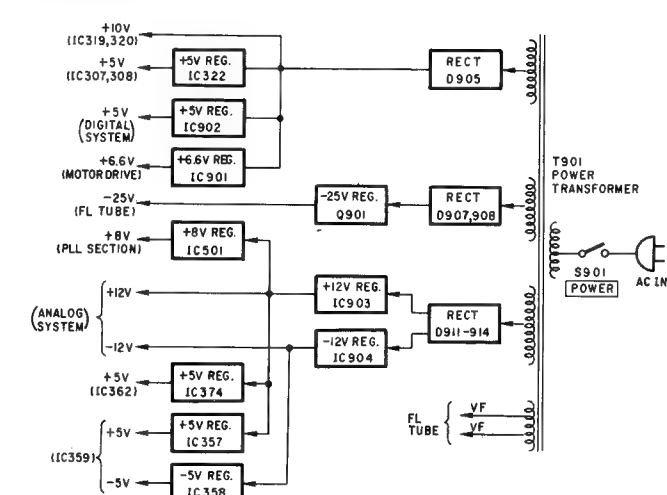 +10V
(IC319,320)
+5V
(IC307,308)
+5V REG.
IC322
RECT
D905
+5V
(DIGITAL
SYSTEM)
+5V REG.
IC902
+6.6V
(MOTOR DRIVE)
+6.6V REG.
IC901
T901
POWER
TRANSFORMER
-25V
(FL TUBE)
-25V REG.
Q901
RECT
D907,908
+8V
(PLL SECTION)
+8V REG.
IC501
S901
POWER
AC IN
(ANALOG
SYSTEM)
+12V
-12V
+12V REG.
IC903
-12V REG.
IC904
RECT
D911-914
+5V
(IC362)
+5V REG.
IC374
FL
TUBE
VF
VF
(IC359)
+5V
-5V
+5V REG.
IC357
-5V REG.
IC358